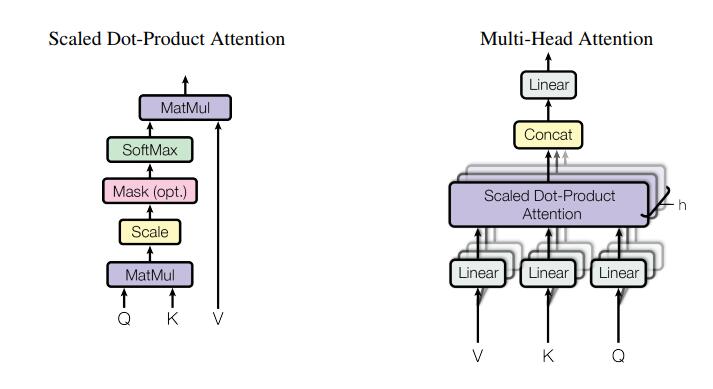 Scaled Dot-Product Attention
MatMul
SoftMax
Mask (opt.)
Scale
MatMul
Q K V
Multi-Head Attention
Linear
Concat
Scaled Dot-Product
Attention
h
Linear Linear Linear
V K Q